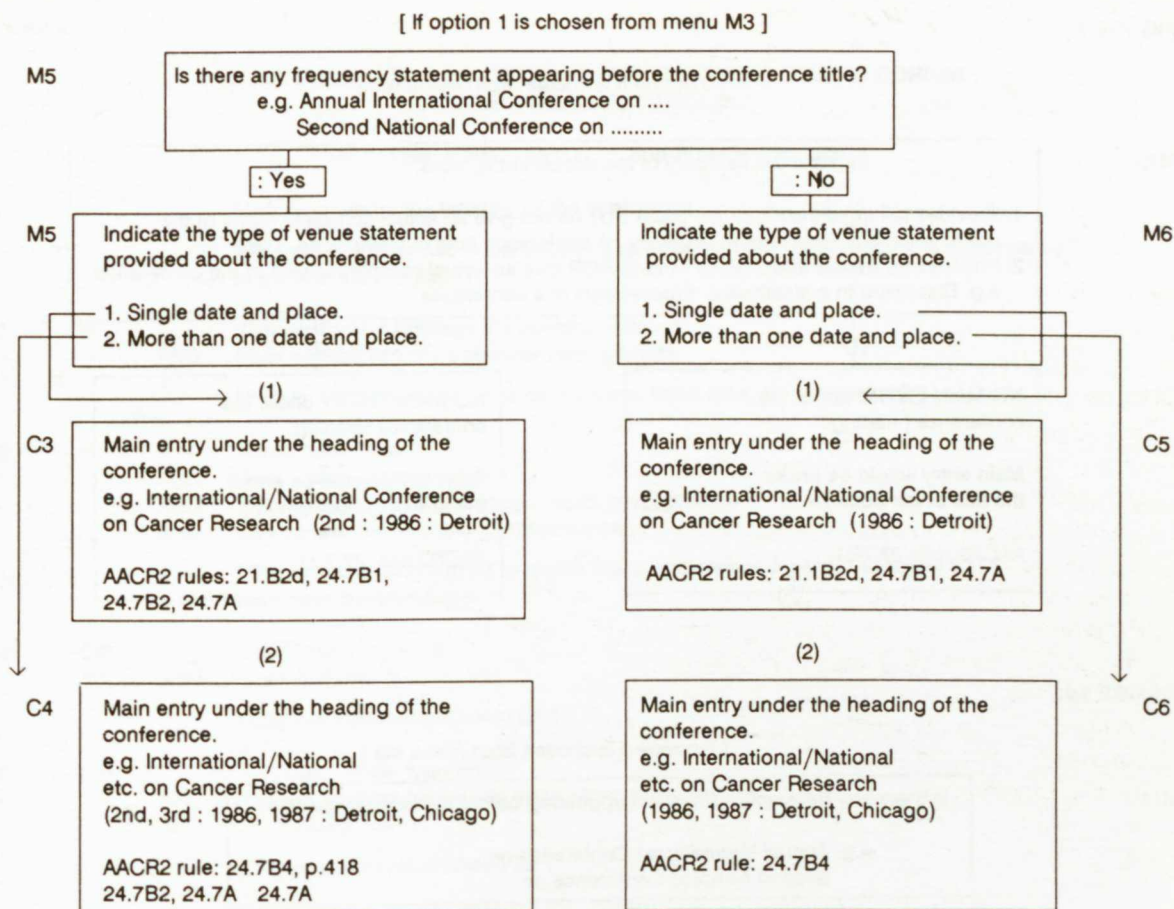 [ If option 1 is chosen from menu M3 ]
M5
Is there any frequency statement appearing before the conference title?
e.g. Annual International Conference on ....
Second National Conference on .........
: Yes
: No
M5
Indicate the type of venue statement
provided about the conference.
1. Single date and place.
2. More than one date and place.
Indicate the type of venue statement
provided about the conference.
1. Single date and place.
2. More than one date and place.
M6
(1)
(1)
C3
Main entry under the heading of the
conference.
e.g. International/National Conference
on Cancer Research (2nd : 1986 : Detroit)
AACR2 rules: 21.B2d, 24.7B1,
24.7B2, 24.7A
Main entry under the heading of the
conference.
e.g. International/National Conference
on Cancer Research (1986 : Detroit)
AACR2 rules: 21.1B2d, 24.7B1, 24.7A
C5
(2)
(2)
C4
Main entry under the heading of the
conference.
e.g. International/National
etc. on Cancer Research
(2nd, 3rd : 1986, 1987 : Detroit, Chicago)
AACR2 rule: 24.7B4, p.418
24.7B2, 24.7A 24.7A
Main entry under the heading of the
conference.
e.g. International/National
etc. on Cancer Research
(1986, 1987 : Detroit, Chicago)
AACR2 rule: 24.7B4
C6